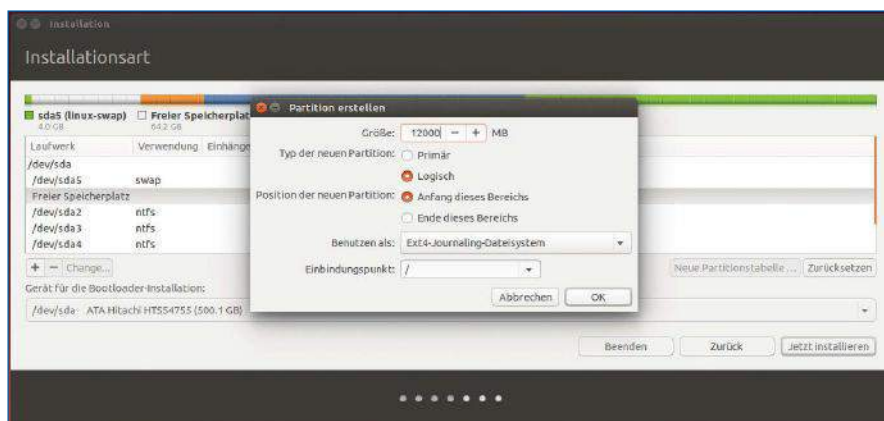 Installation
Installationsart
sda5 (linux-swap) Freier Speicherplat
4.0 GB 64.2 GB
Laufwerk Verwendung Einhänge
/dev/sda
/dev/sda5 swap
Freier Speicherplatz
/dev/sda2 ntfs
/dev/sda3 ntfs
/dev/sda4 ntfs
+ − Change...
Neue Partitionstabelle ... Zurücksetzen
Gerät für die Bootloader-Installation:
/dev/sda ATA Hitachi HTS54755 (500.1 GB)
Beenden Zurück Jetzt installieren
Partition erstellen
Größe: 12000 − + MB
Typ der neuen Partition: Primär
Logisch
Position der neuen Partition: Anfang dieses Bereichs
Ende dieses Bereichs
Benutzen als: Ext4-Journaling-Dateisystem
Einbindungspunkt: /
Abbrechen OK